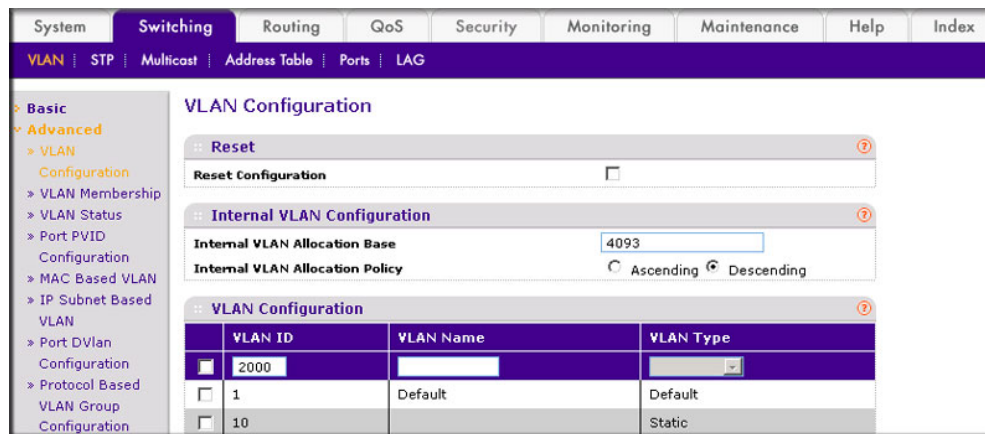 System Switching Routing QoS Security Monitoring Maintenance Help Index
VLAN STP Multicast Address Table Ports LAG
Basic
Advanced
» VLAN
Configuration
» VLAN Membership
» VLAN Status
» Port PVID
Configuration
» MAC Based VLAN
» IP Subnet Based
VLAN
» Port DVlan
Configuration
» Protocol Based
VLAN Group
Configuration
VLAN Configuration
Reset
Reset Configuration
Internal VLAN Configuration
Internal VLAN Allocation Base 4093
Internal VLAN Allocation Policy Ascending Descending
VLAN Configuration
VLAN ID VLAN Name VLAN Type
2000
1 Default Default
10 Static